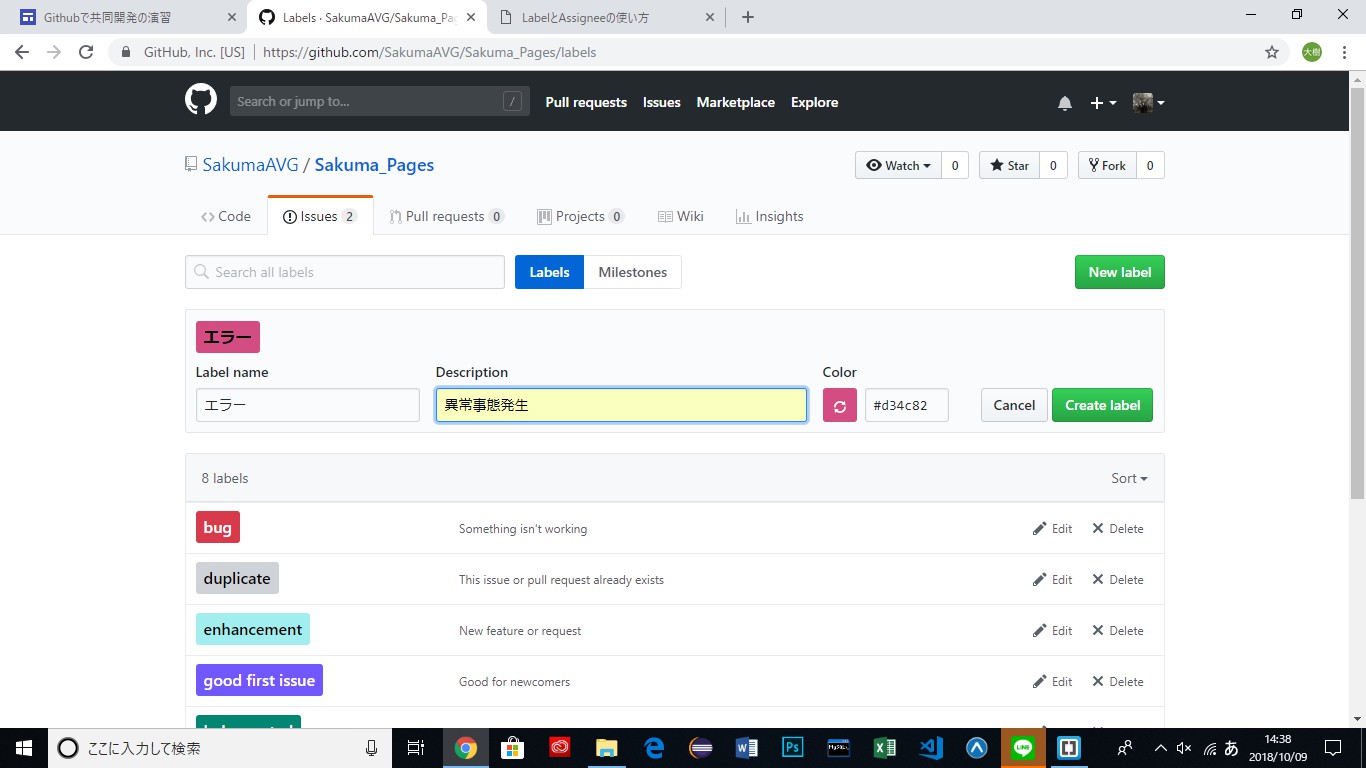 Githubで共同開発の演習
Labels · SakumaAVG/Sakuma_Pa
LabelとAssigneeの使い方
GitHub, Inc. [US] | https://github.com/SakumaAVG/Sakuma_Pages/labels
大樹
Search or jump to... /
Pull requests Issues Marketplace Explore
SakumaAVG / Sakuma_Pages
Watch 0 Star 0 Fork 0
Code Issues 2 Pull requests 0 Projects 0 Wiki Insights
Search all labels Labels Milestones New label
エラー
Label name Description Color
エラー 異常事態発生 #d34c82 Cancel Create label
8 labels Sort
bug Something isn't working Edit Delete
duplicate This issue or pull request already exists Edit Delete
enhancement New feature or request Edit Delete
good first issue Good for newcomers Edit Delete
ここに入力して検索
Ps
MySQL
LINE
あ
14:38
2018/10/09